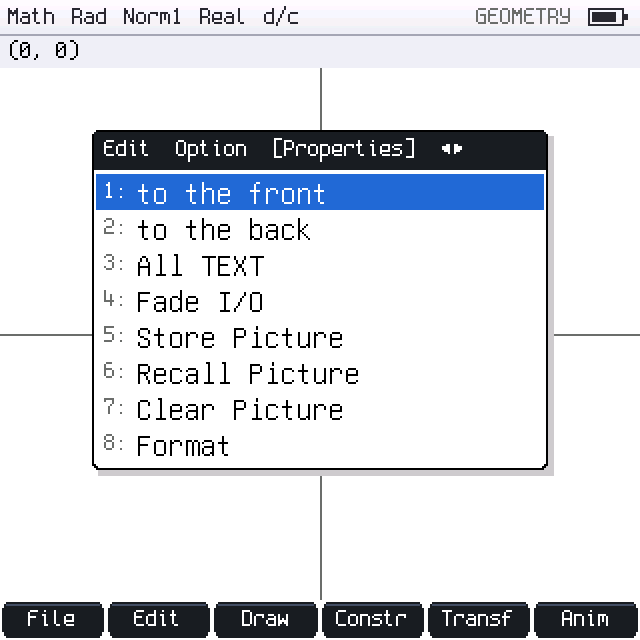 Math Rad Norm1 Real d/c GEOMETRY
(0, 0)
Edit Option [Properties]
1: to the front
2: to the back
3: All TEXT
4: Fade I/O
5: Store Picture
6: Recall Picture
7: Clear Picture
8: Format
File Edit Draw Constr Transf Anim